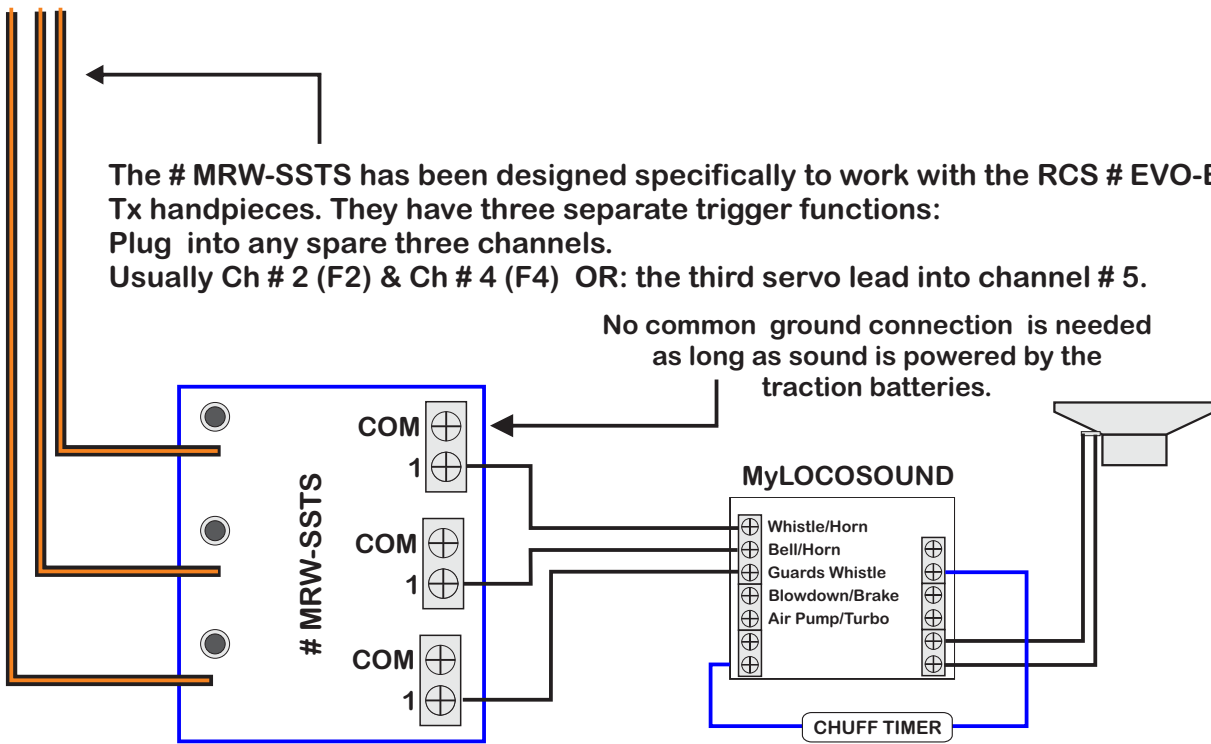 The # MRW-SSTS has been designed specifically to work with the RCS # EVO-
Tx handpieces. They have three separate trigger functions:
Plug into any spare three channels.
Usually Ch # 2 (F2) & Ch # 4 (F4) OR: the third servo lead into channel # 5.
No common ground connection is needed
as long as sound is powered by the
traction batteries.
COM
1
COM
1
COM
1
# MRW-SSTS
MyLOCOSOUND
Whistle/Horn
Bell/Horn
Guards Whistle
Blowdown/Brake
Air Pump/Turbo
CHUFF TIMER